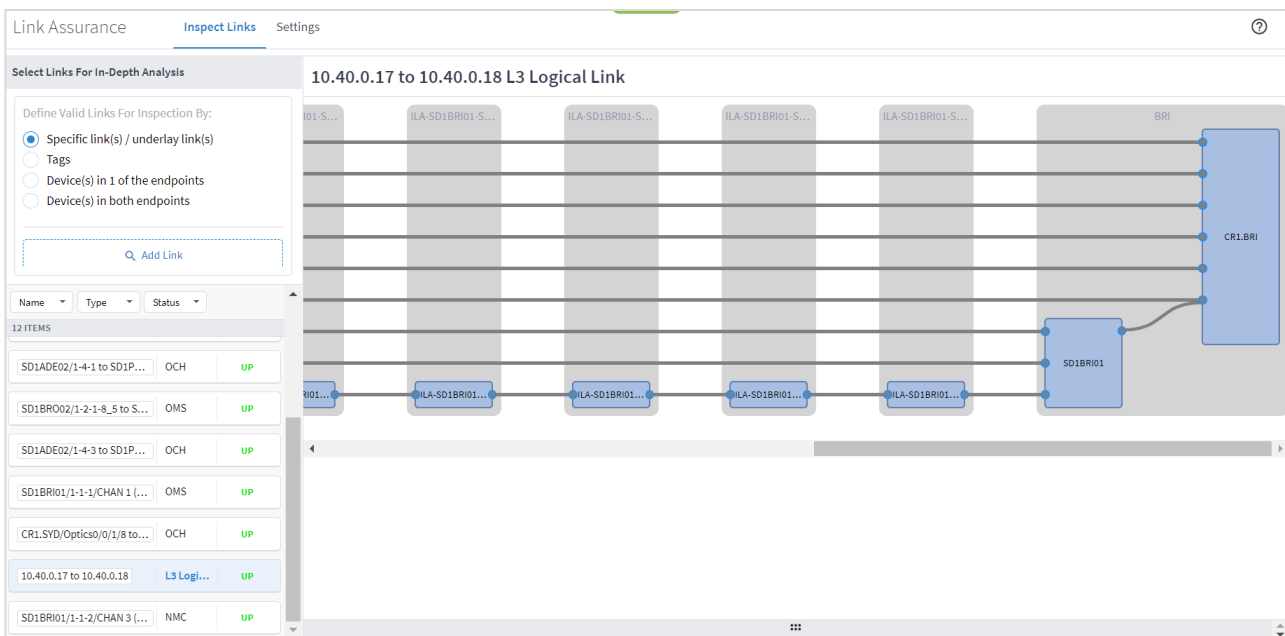 Link Assurance
Inspect Links
Settings
Select Links For In-Depth Analysis
Define Valid Links For Inspection By:
Specific link(s) / underlay link(s)
Tags
Device(s) in 1 of the endpoints
Device(s) in both endpoints
Add Link
Name Type Status
12 ITEMS
SD1ADE02/1-4-1 to SD1P... OCH UP
SD1BRO02/1-2-1-8_5 to S... OMS UP
SD1ADE02/1-4-3 to SD1P... OCH UP
SD1BRI01/1-1-1/CHAN 1 (... OMS UP
CR1.SYD/Optics0/0/1/8 to... OCH UP
10.40.0.17 to 10.40.0.18 L3 Logi... UP
SD1BRI01/1-1-2/CHAN 3 (... NMC UP
10.40.0.17 to 10.40.0.18 L3 Logical Link
I01-S... ILA-SD1BRI01-S... ILA-SD1BRI01-S... ILA-SD1BRI01-S... ILA-SD1BRI01-S... BRI
CR1.BRI
SD1BRI01
RI01... ILA-SD1BRI01... ILA-SD1BRI01... ILA-SD1BRI01... ILA-SD1BRI01...